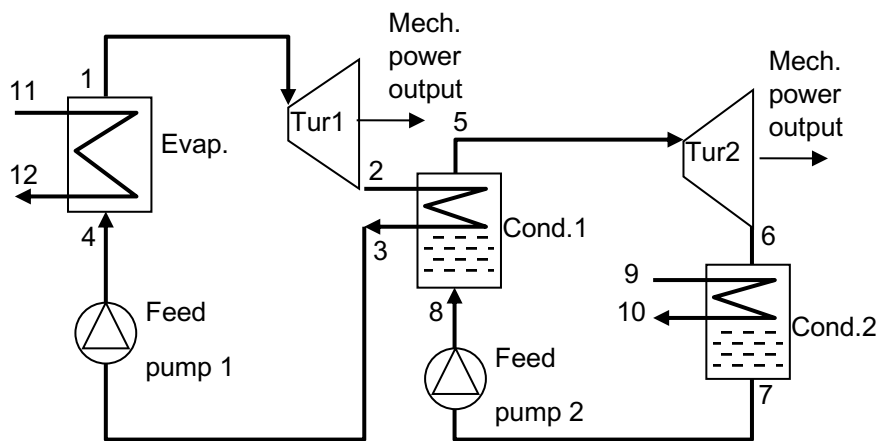 Mech.
power
output
Mech.
power
output
1
11
Tur1
5
Tur2
Evap.
12
2
4
3
Cond.1
6
9
8
10
Cond.2
Feed
pump 1
Feed
pump 2
7